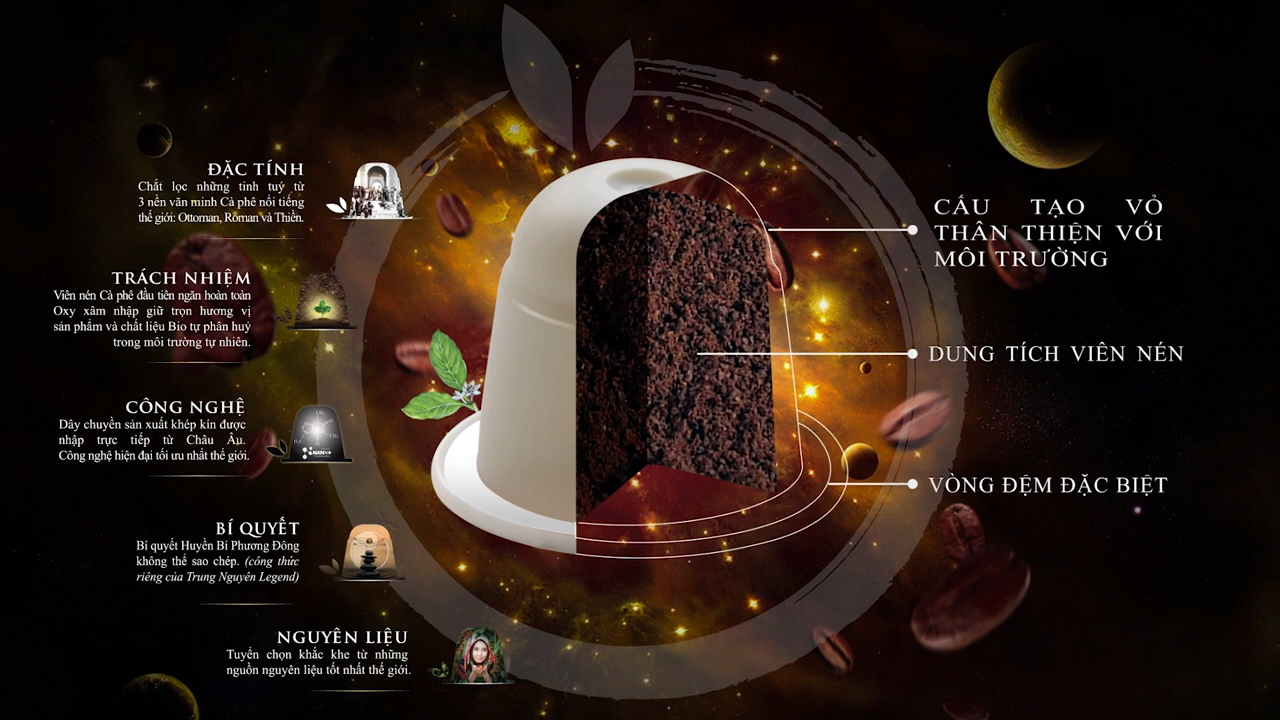 ĐẶC TÍNH
Chắt lọc những tinh tuý từ
3 nền văn minh Cà phê nổi tiếng
thế giới: Ottoman, Roman và Thiền.
TRÁCH NHIỆM
Viên nén Cà phê đầu tiên ngăn hoàn toàn
Oxy xâm nhập giữ trọn hương vị
sản phẩm và chất liệu Bio tự phân huỷ
trong môi trường tự nhiên.
CÔNG NGHỆ
Dây chuyền sản xuất khép kín được
nhập trực tiếp từ Châu Âu.
Công nghệ hiện đại tối ưu nhất thế giới.
BÍ QUYẾT
Bí quyết Huyền Bí Phương Đông
không thể sao chép. (công thức
riêng của Trung Nguyên Legend)
NGUYÊN LIỆU
Tuyển chọn khắc khe từ những
nguồn nguyên liệu tốt nhất thế giới.
CẤU TẠO VỎ
THÂN THIỆN VỚI
MÔI TRƯỜNG
DUNG TÍCH VIÊN NÉN
VÒNG ĐỆM ĐẶC BIỆT